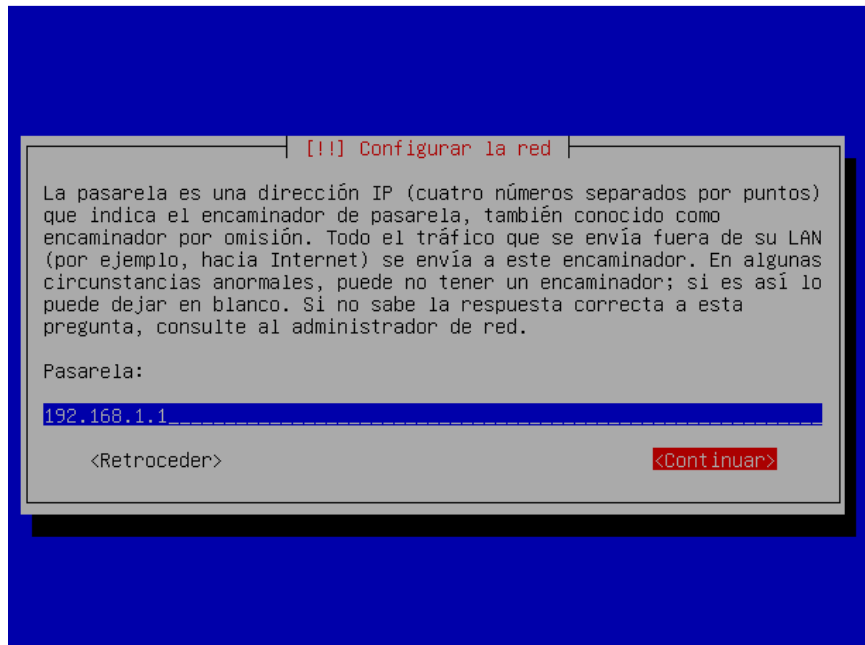 [!!] Configurar la red
La pasarela es una dirección IP (cuatro números separados por puntos)
que indica el encaminador de pasarela, también conocido como
encaminador por omisión. Todo el tráfico que se envía fuera de su LAN
(por ejemplo, hacia Internet) se envía a este encaminador. En algunas
circunstancias anormales, puede no tener un encaminador; si es así lo
puede dejar en blanco. Si no sabe la respuesta correcta a esta
pregunta, consulte al administrador de red.
Pasarela:
192.168.1.1
<Retroceder> <Continuar>